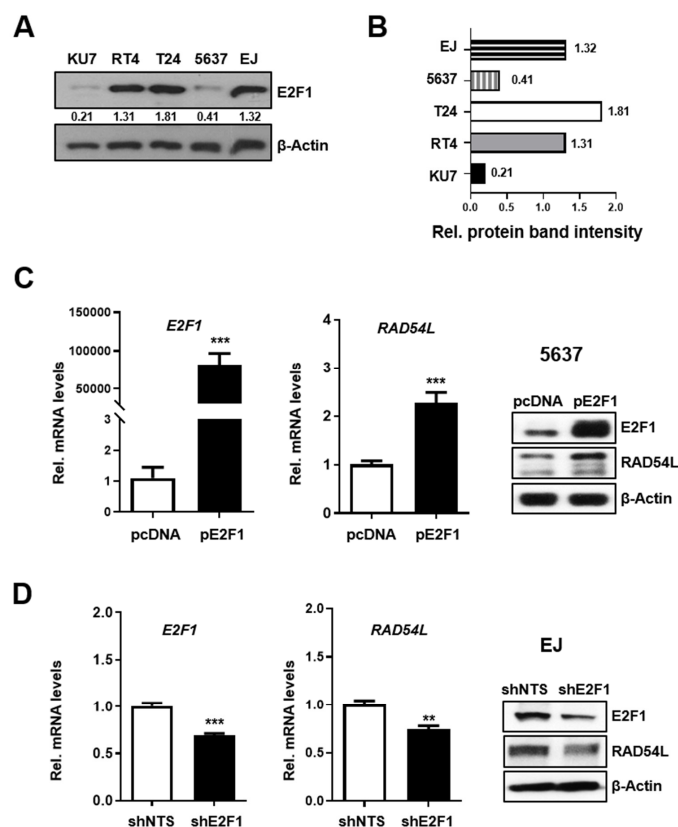 A
KU7 RT4 T24 5637 EJ
E2F1
0.21 1.31 1.81 0.41 1.32
β-Actin
B
EJ 1.32
5637 0.41
T24 1.81
RT4 1.31
KU7 0.21
0.0 0.5 1.0 1.5 2.0
Rel. protein band intensity
C
Rel. mRNA levels
150000
100000
50000
3
2
1
0
E2F1
***
pcDNA pE2F1
Rel. mRNA levels
4
3
2
1
0
RAD54L
***
pcDNA pE2F1
5637
pcDNA pE2F1
E2F1
RAD54L
β-Actin
D
Rel. mRNA levels
2.0
1.5
1.0
0.5
0.0
E2F1
***
shNTS shE2F1
Rel. mRNA levels
2.0
1.5
1.0
0.5
0.0
RAD54L
**
shNTS shE2F1
EJ
shNTS shE2F1
E2F1
RAD54L
β-Actin